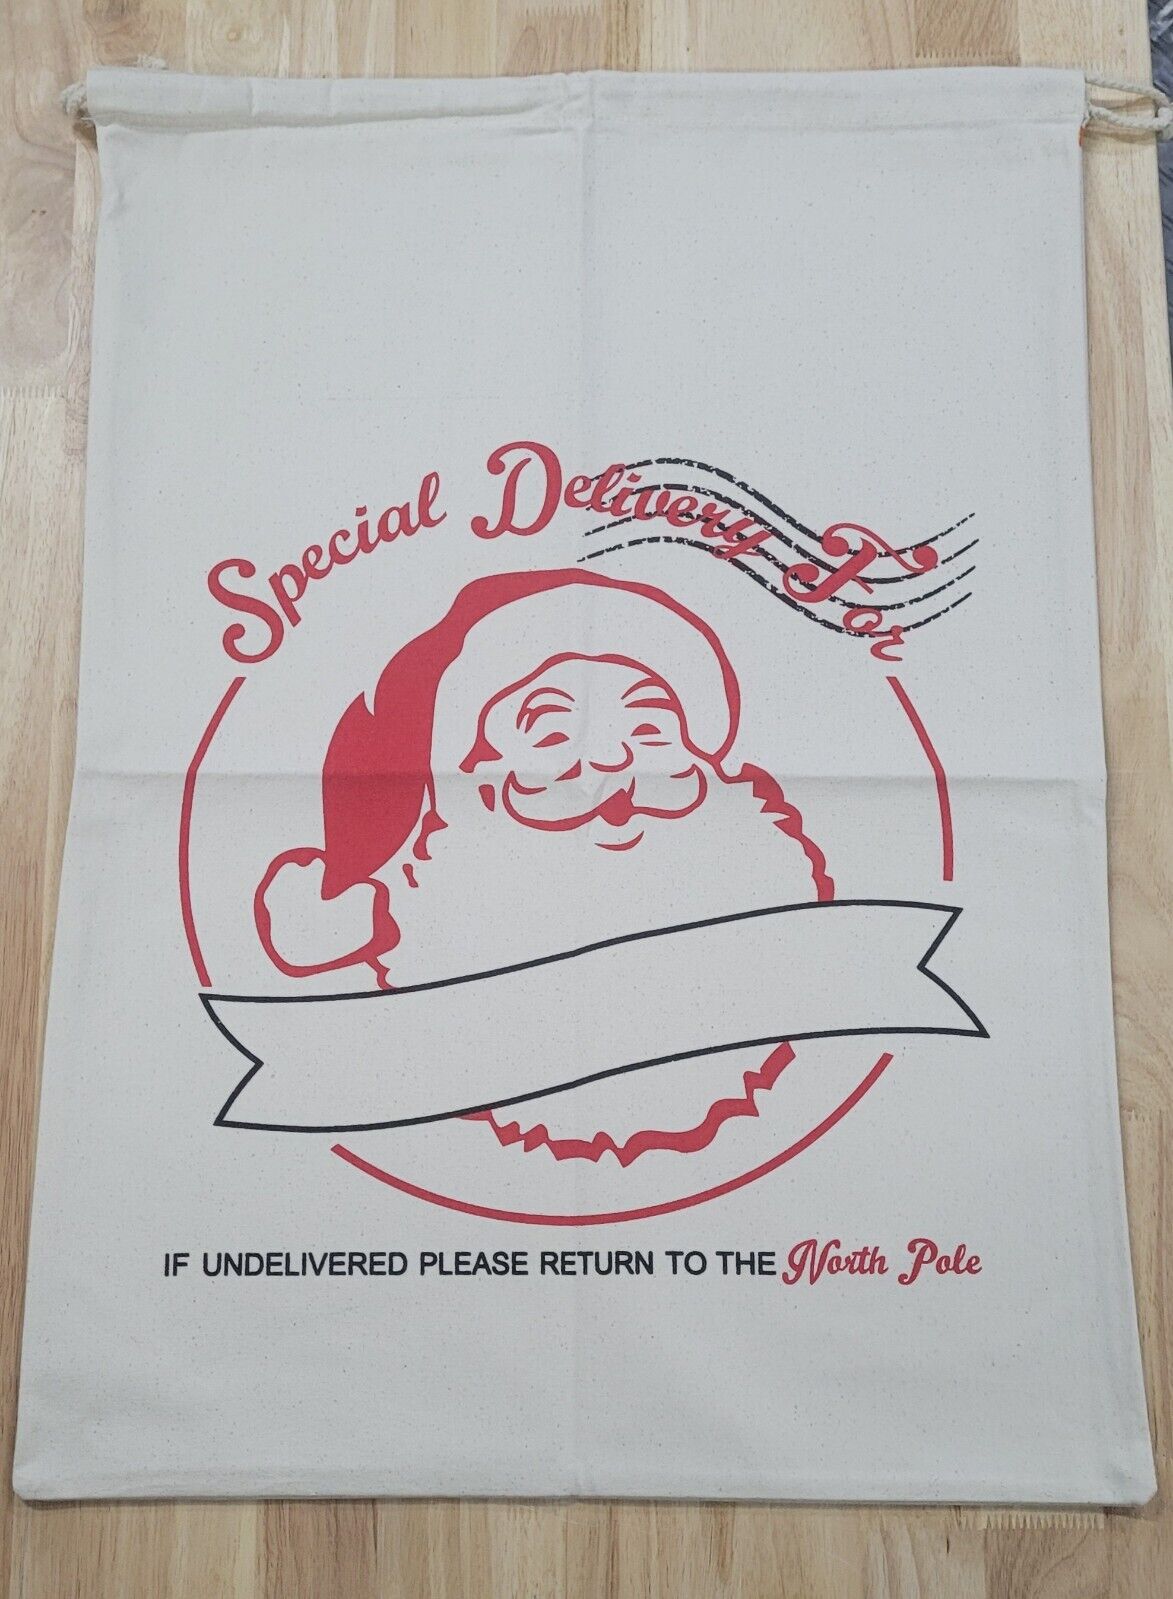 Special Delivery For
IF UNDELIVERED PLEASE RETURN TO THE North Pole